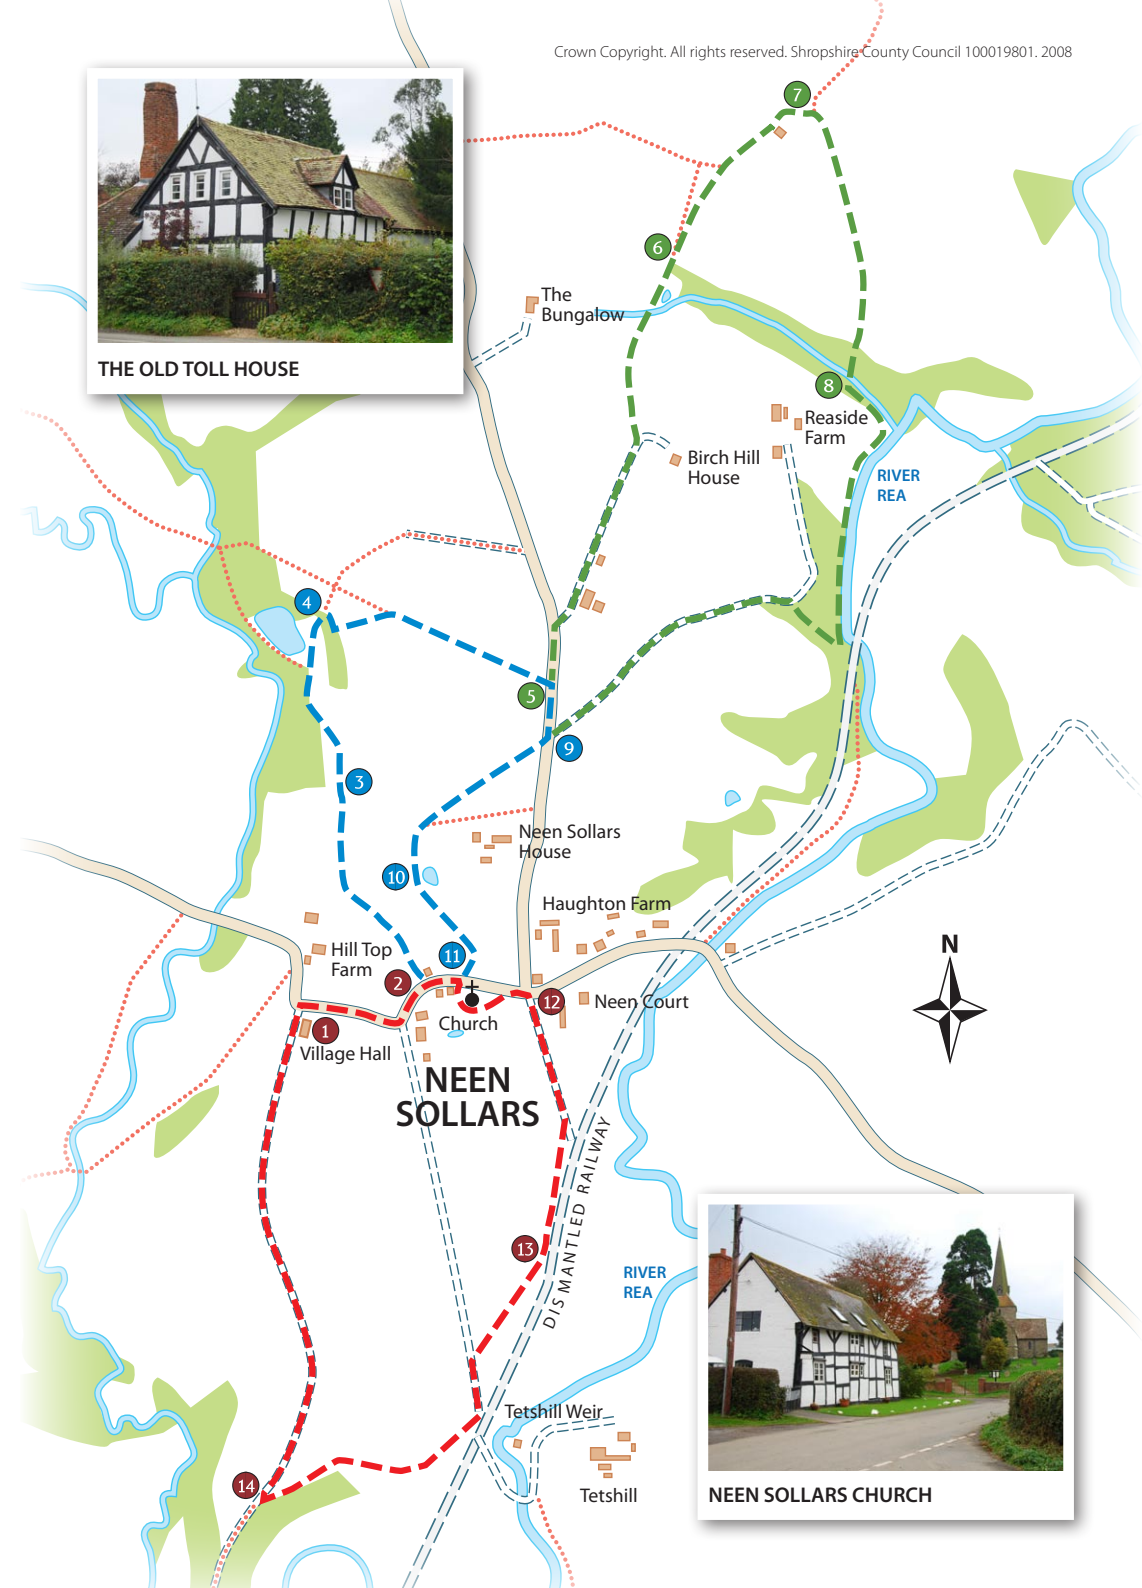 Crown Copyright. All rights reserved. Shropshire County Council 100019801. 2008
7
THE OLD TOLL HOUSE
6
The
Bungalow
8
Reaside
Farm
Birch Hill
House
RIVER
REA
4
5
9
3
Neen Sollars
House
10
Haughton Farm
Hill Top
Farm
11
2
N
12
Neen Court
1
Church
Village Hall
NEEN
SOLLARS
DISMANTLED RAILWAY
13
RIVER
REA
Tetshill Weir
14
Tetshill
NEEN SOLLARS CHURCH